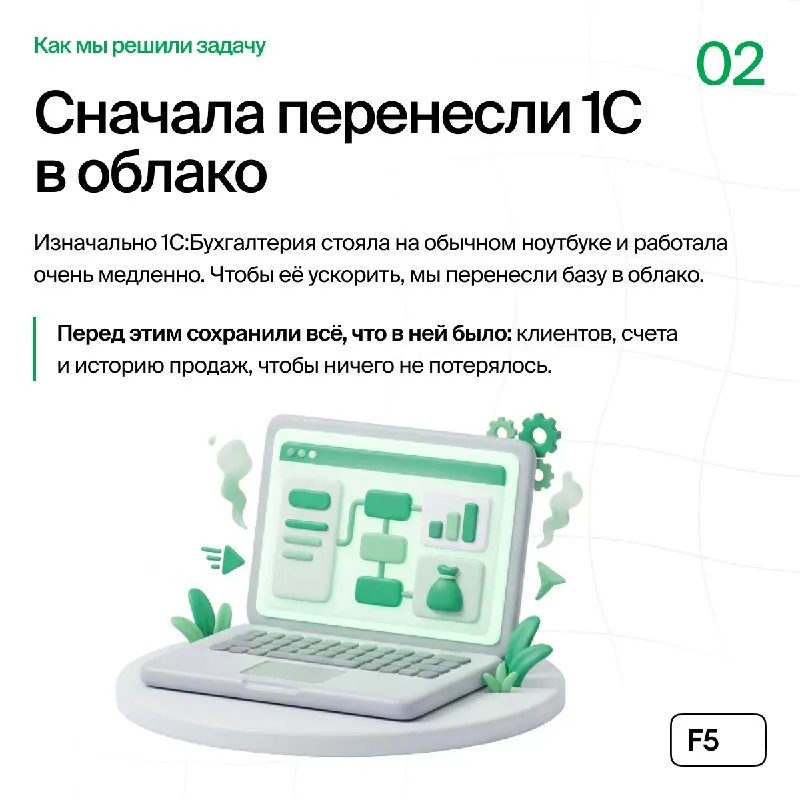 Как мы решили задачу
02
Сначала перенесли 1С
в облако
Изначально 1С:Бухгалтерия стояла на обычном ноутбуке и работала
очень медленно. Чтобы её ускорить, мы перенесли базу в облако.
Перед этим сохранили всё, что в ней было: клиентов, счета
и историю продаж, чтобы ничего не потерялось.
F5